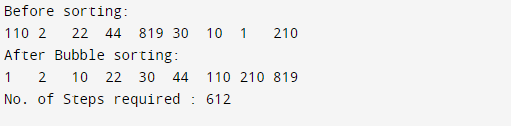 Before sorting:
110 2 22 44 819 30 10 1 210
After Bubble sorting:
1 2 10 22 30 44 110 210 819
No. of Steps required : 612